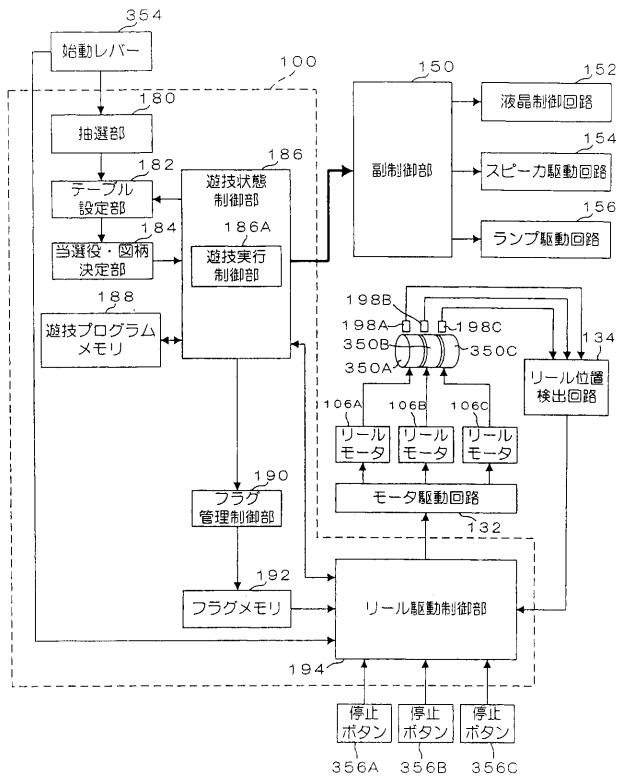 354
始動レバー
100
180
抽選部
182
テーブル
設定部
184
当選役・図柄
決定部
186
遊技状態
制御部
186A
遊技実行
制御部
188
遊技プログラム
メモリ
150
副制御部
152
液晶制御回路
154
スピーカ駆動回路
156
ランプ駆動回路
198B
198A
198C
350B
350C
350A
134
リール位置
検出回路
106A
106B
106C
リール
モータ
リール
モータ
リール
モータ
モータ駆動回路
132
190
フラグ
管理制御部
192
フラグメモリ
リール駆動制御部
194
停止
ボタン
停止
ボタン
停止
ボタン
356A
356B
356C